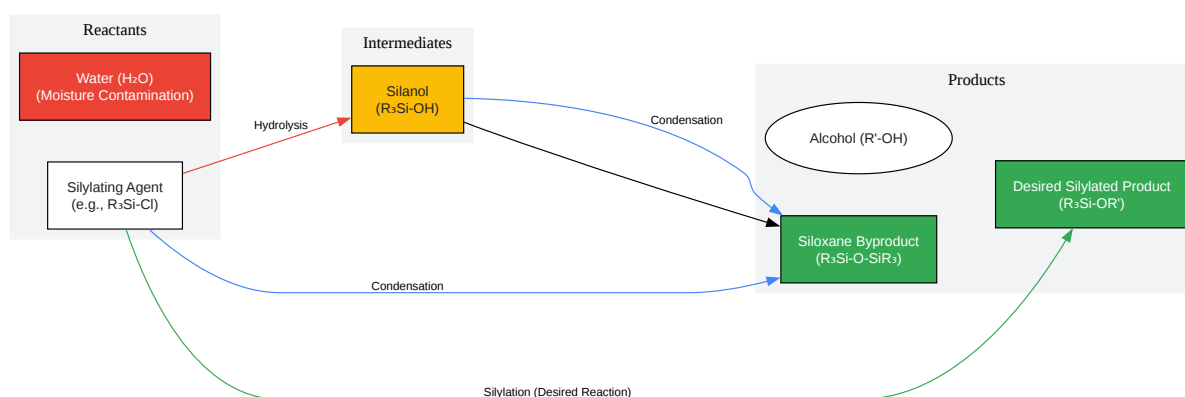 Reactants
Water (H₂O)
(Moisture Contamination)
Silylating Agent
(e.g., R₃Si-Cl)
Hydrolysis
Intermediates
Silanol
(R₃Si-OH)
Condensation
Condensation
Products
Alcohol (R'-OH)
Desired Silylated Product
(R₃Si-OR')
Siloxane Byproduct
(R₃Si-O-SiR₃)
Silylation (Desired Reaction)